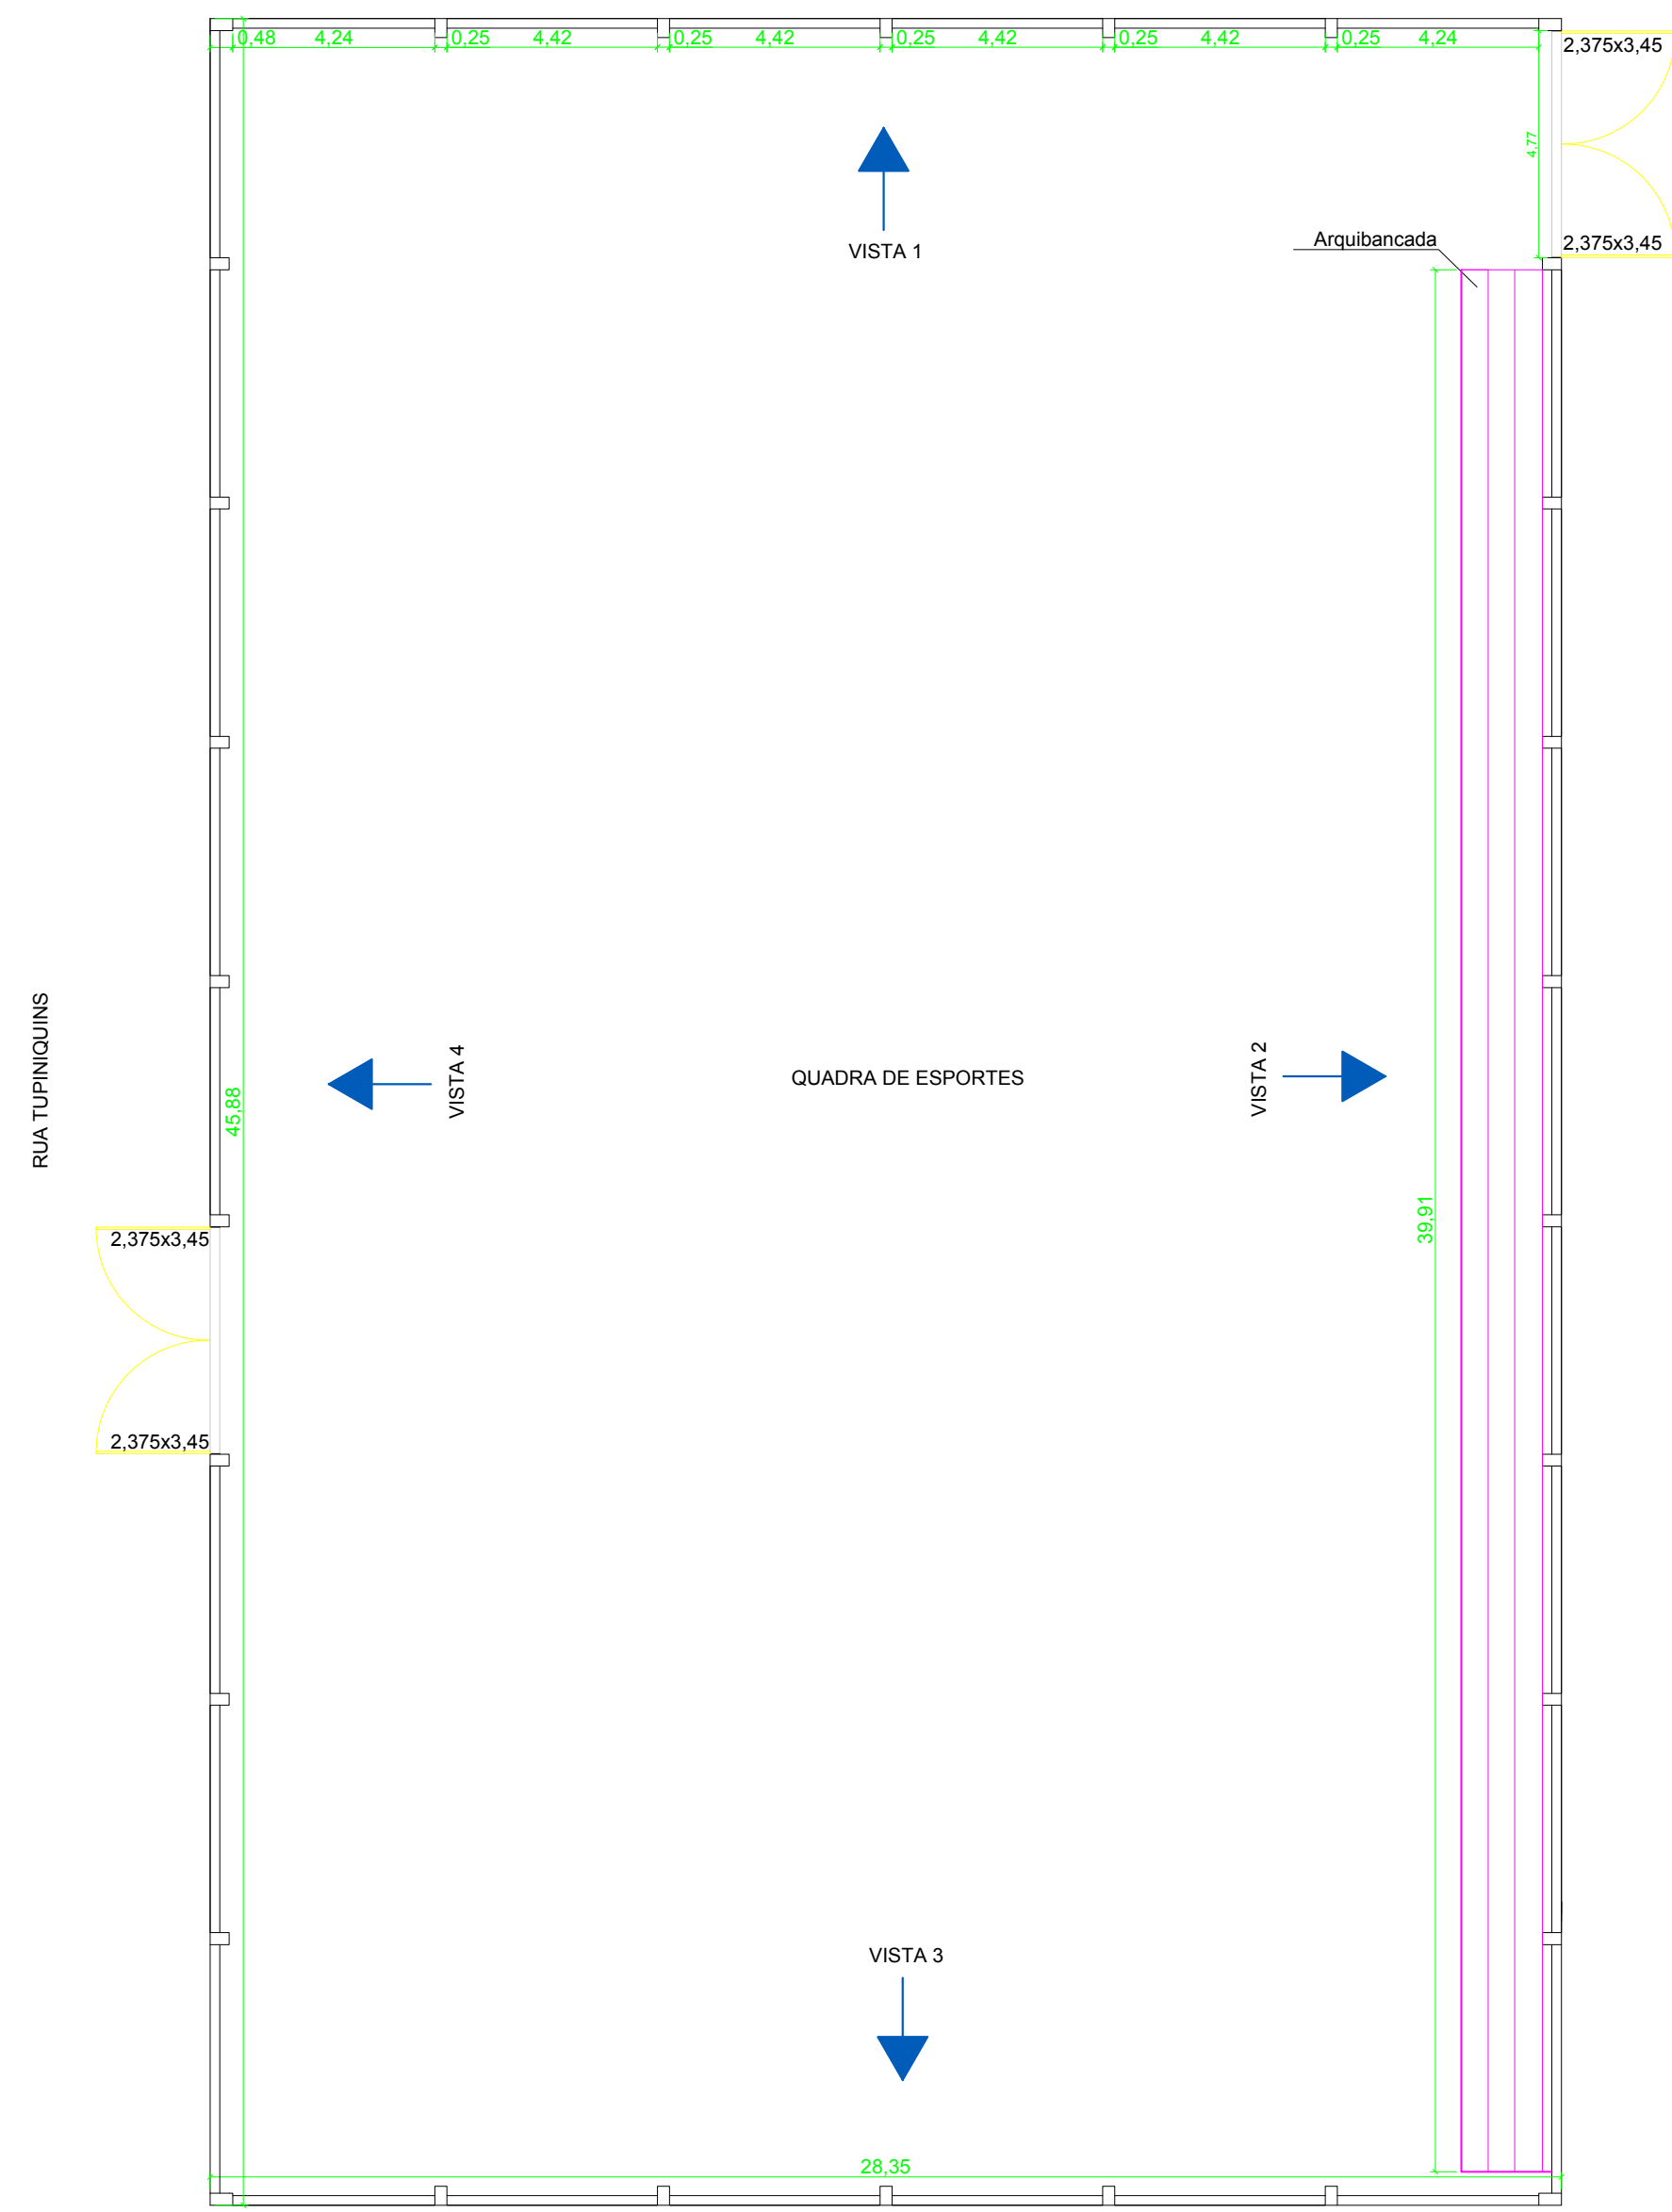 0,48 4,24 0,25 4,42 0,25 4,42 0,25 4,42 0,25 4,42 0,25 4,24
2,375x3,45
4,77
VISTA 1
Arquibancada
2,375x3,45
RUA TUPINIQUINS
45,88
VISTA 4
QUADRA DE ESPORTES
VISTA 2
39,91
2,375x3,45
2,375x3,45
VISTA 3
28,35